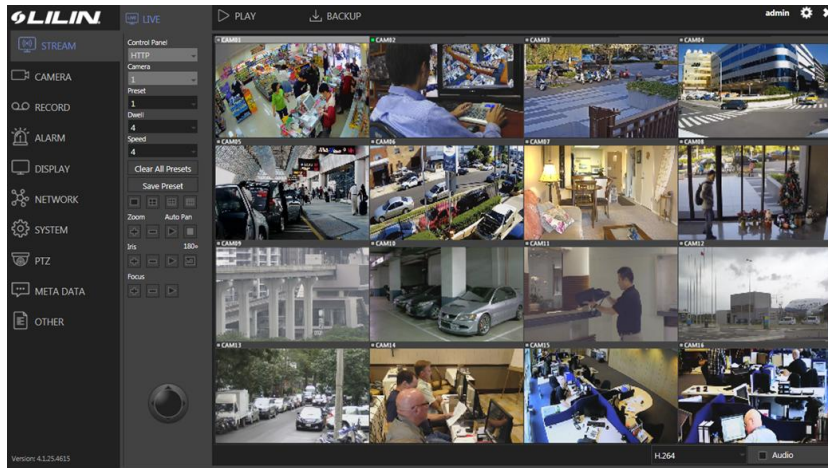 LILIN.
LIVE
PLAY
BACKUP
admin
STREAM
CAMERA
RECORD
ALARM
DISPLAY
NETWORK
SYSTEM
PTZ
META DATA
OTHER
Version: 4.1.25.4615
Control Panel
HTTP
Camera
1
Preset
1
Dwell
4
Speed
4
Clear All Presets
Save Preset
Zoom Auto Pan
Iris 180°
Focus
CAM01 CAM02 CAM03 CAM04
CAM05 CAM06 CAM07 CAM08
CAM09 CAM10 CAM11 CAM12
CAM13 CAM14 CAM15 CAM16
H.264
Audio